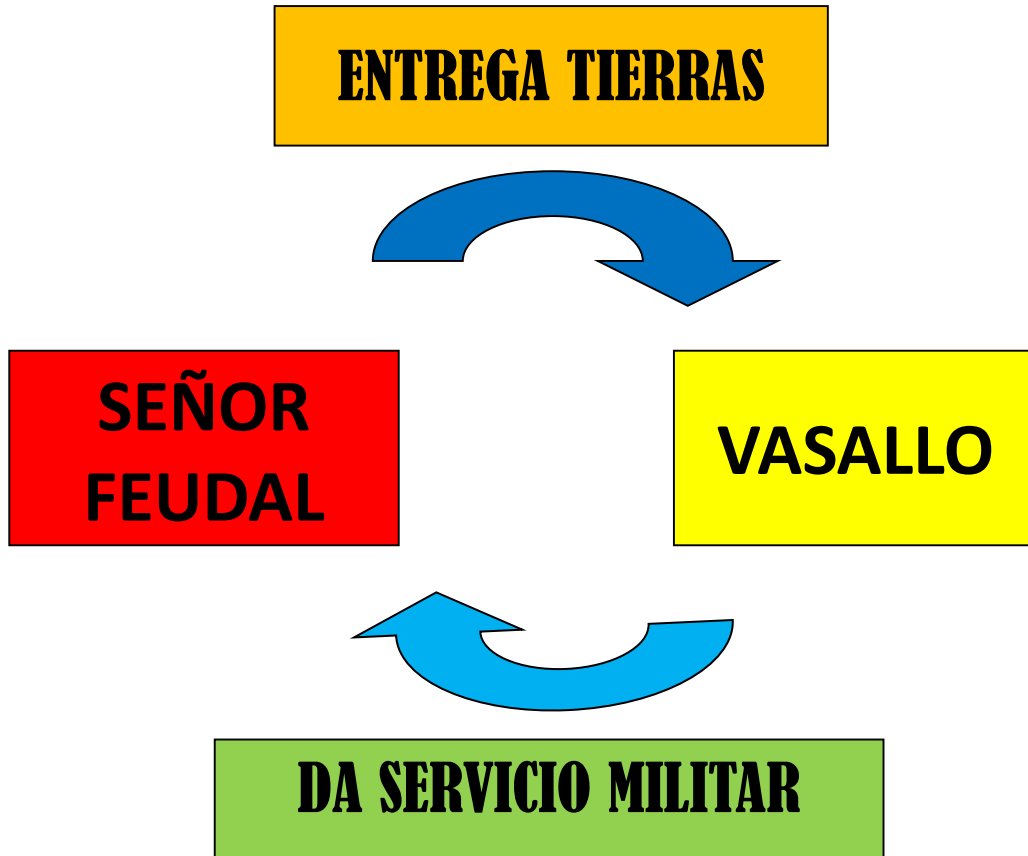 ENTREGA TIERRAS
SEÑOR
FEUDAL
VASALLO
DA SERVICIO MILITAR